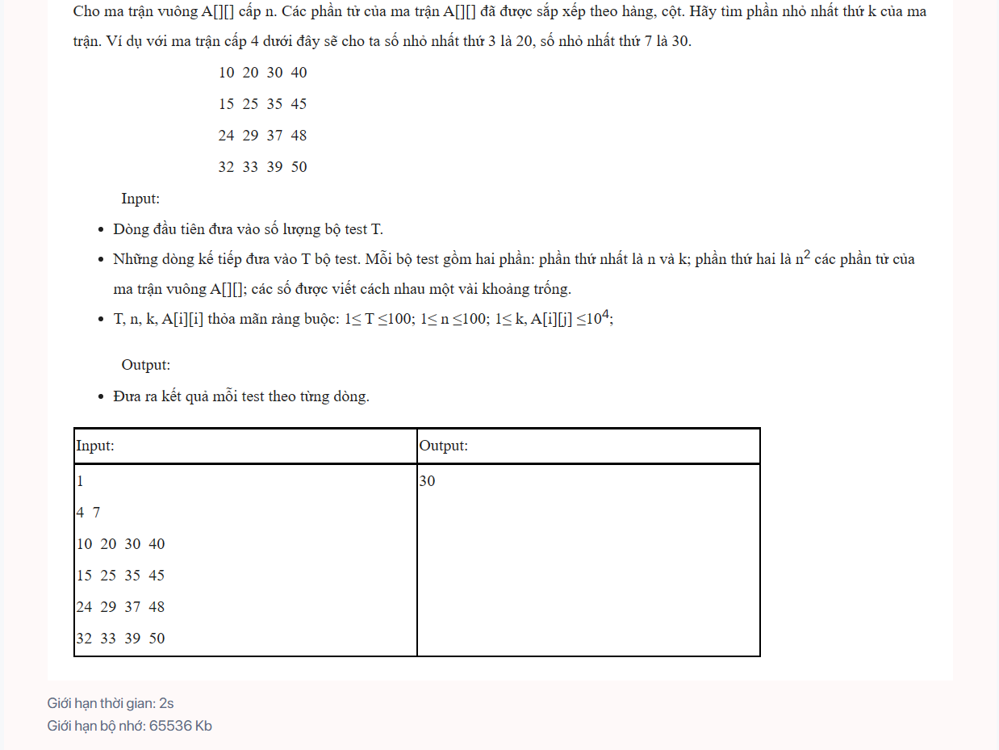 Cho ma trận vuông A[][] cấp n. Các phần tử của ma trận A[][] đã được sắp xếp theo hàng, cột. Hãy tìm phần nhỏ nhất thứ k của ma
trận. Ví dụ với ma trận cấp 4 dưới đây sẽ cho ta số nhỏ nhất thứ 3 là 20, số nhỏ nhất thứ 7 là 30.
10 20 30 40
15 25 35 45
24 29 37 48
32 33 39 50
Input:
• Dòng đầu tiên đưa vào số lượng bộ test T.
• Những dòng kế tiếp đưa vào T bộ test. Mỗi bộ test gồm hai phần: phần thứ nhất là n và k; phần thứ hai là n² các phần tử của
ma trận vuông A[][]; các số được viết cách nhau một vài khoảng trống.
• T, n, k, A[i][i] thỏa mãn ràng buộc: 1≤ T ≤100; 1≤ n ≤100; 1≤ k, A[i][j] ≤10⁴;
Output:
• Đưa ra kết quả mỗi test theo từng dòng.
Input: Output:
1 30
4 7
10 20 30 40
15 25 35 45
24 29 37 48
32 33 39 50
Giới hạn thời gian: 2s
Giới hạn bộ nhớ: 65536 Kb